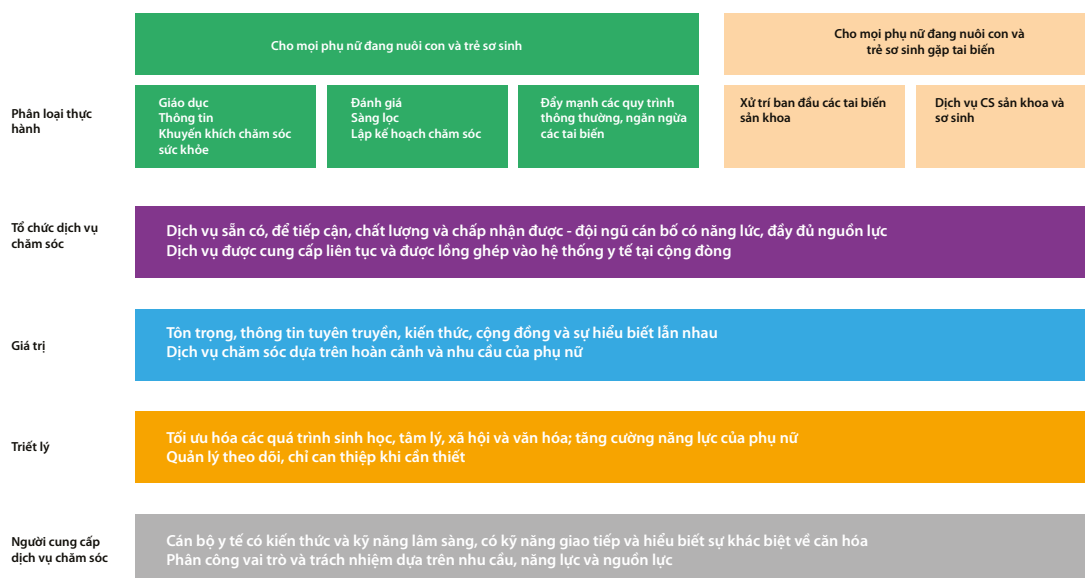 Cho mọi phụ nữ đang nuôi con và trẻ sơ sinh
Cho mọi phụ nữ đang nuôi con và
trẻ sơ sinh gặp tai biến
Phân loại thực
hành
Giáo dục
Thông tin
Khuyến khích chăm sóc
sức khỏe
Đánh giá
Sàng lọc
Lập kế hoạch chăm sóc
Đẩy mạnh các quy trình
thông thường, ngăn ngừa
các tai biến
Xử trí ban đầu các tai biến
sản khoa
Dịch vụ CS sản khoa và
sơ sinh
Tổ chức dịch vụ
chăm sóc
Dịch vụ sẵn có, để tiếp cận, chất lượng và chấp nhận được - đội ngũ cán bố có năng lức, đầy đủ nguồn lực
Dịch vụ được cung cấp liên tục và được lồng ghép vào hệ thống y tế tại cộng đòng
Giá trị
Tôn trọng, thông tin tuyên truyền, kiến thức, cộng đồng và sự hiểu biết lẫn nhau
Dịch vụ chăm sóc dựa trên hoàn cảnh và nhu cầu của phụ nữ
Triết lý
Tối ưu hóa các quá trình sinh học, tâm lý, xã hội và văn hóa; tăng cường năng lực của phụ nữ
Quản lý theo dõi, chỉ can thiệp khi cần thiết
Người cung cấp
dịch vụ chăm sóc
Cán bộ y tế có kiến thức và kỹ năng lâm sàng, có kỹ năng giao tiếp và hiểu biết sự khác biệt về căn hóa
Phân công vai trò và trách nhiệm dựa trên nhu cầu, năng lực và nguồn lực